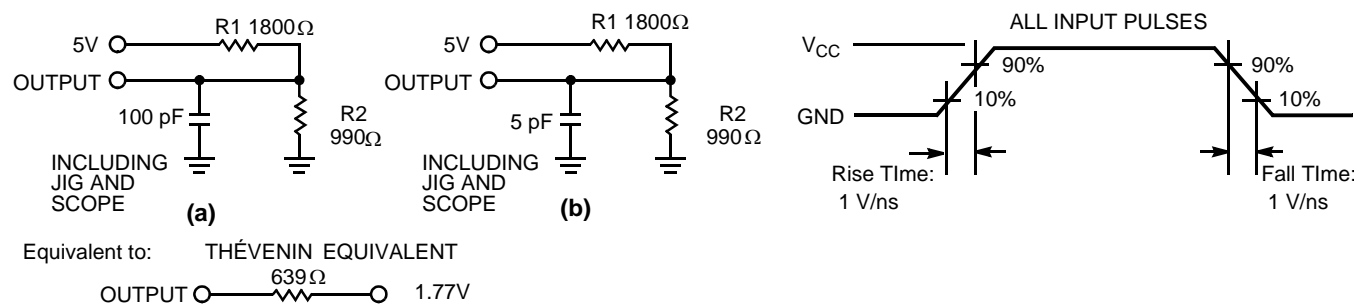 R1 1800Ω
5V
OUTPUT
100 pF
R2
990Ω
INCLUDING
JIG AND
SCOPE
(a)
R1 1800Ω
5V
OUTPUT
5 pF
R2
990Ω
INCLUDING
JIG AND
SCOPE
(b)
ALL INPUT PULSES
VCC
90%
10%
GND
90%
10%
Rise TIme:
1 V/ns
Fall TIme:
1 V/ns
Equivalent to: THÉVENIN EQUIVALENT
639Ω
OUTPUT 1.77V